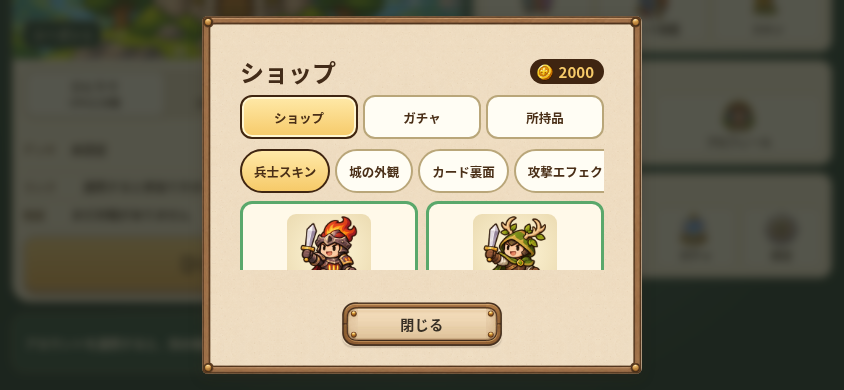 ショップ
2000
ショップ
ガチャ
所持品
兵士スキン
城の外観
カード裏面
攻撃エフェク
閉じる